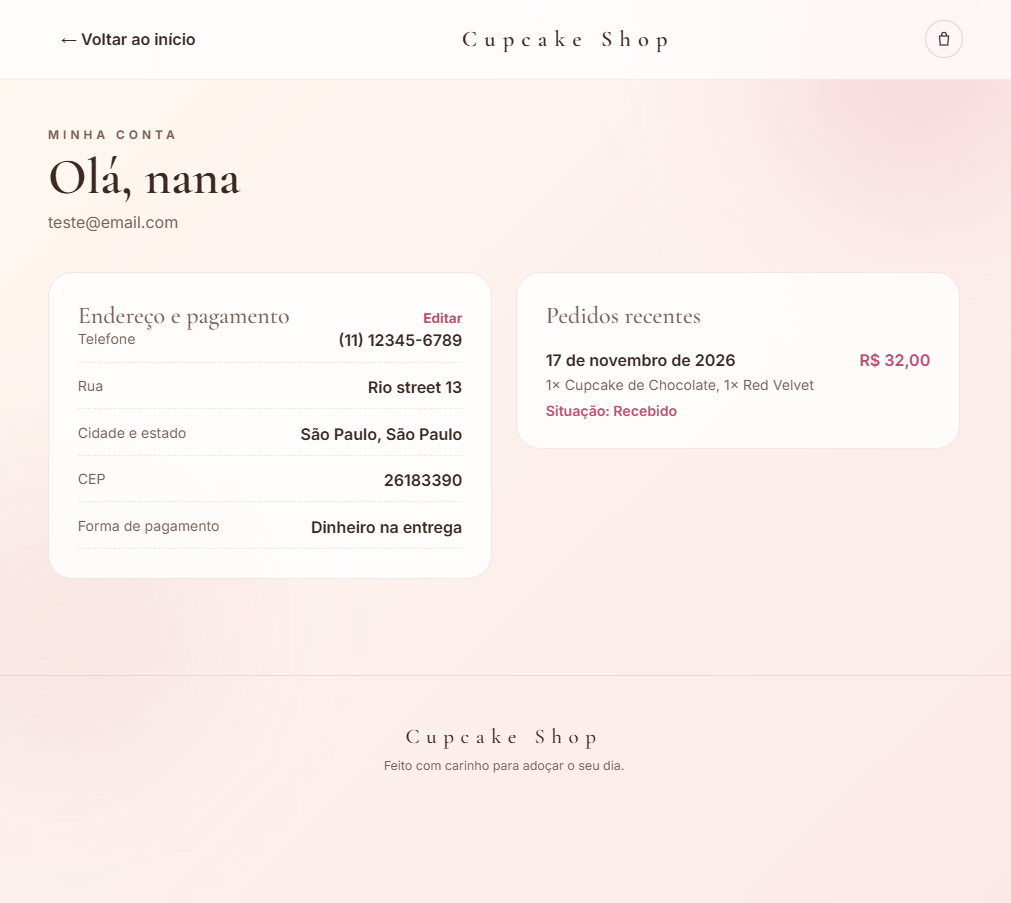 ← Voltar ao início
Cupcake Shop
MINHA CONTA
Olá, nana
teste@email.com
Endereço e pagamento
Editar
Telefone
(11) 12345-6789
Rua
Rio street 13
Cidade e estado
São Paulo, São Paulo
CEP
26183390
Forma de pagamento
Dinheiro na entrega
Pedidos recentes
17 de novembro de 2026
R$ 32,00
1× Cupcake de Chocolate, 1× Red Velvet
Situação: Recebido
Cupcake Shop
Feito com carinho para adoçar o seu dia.